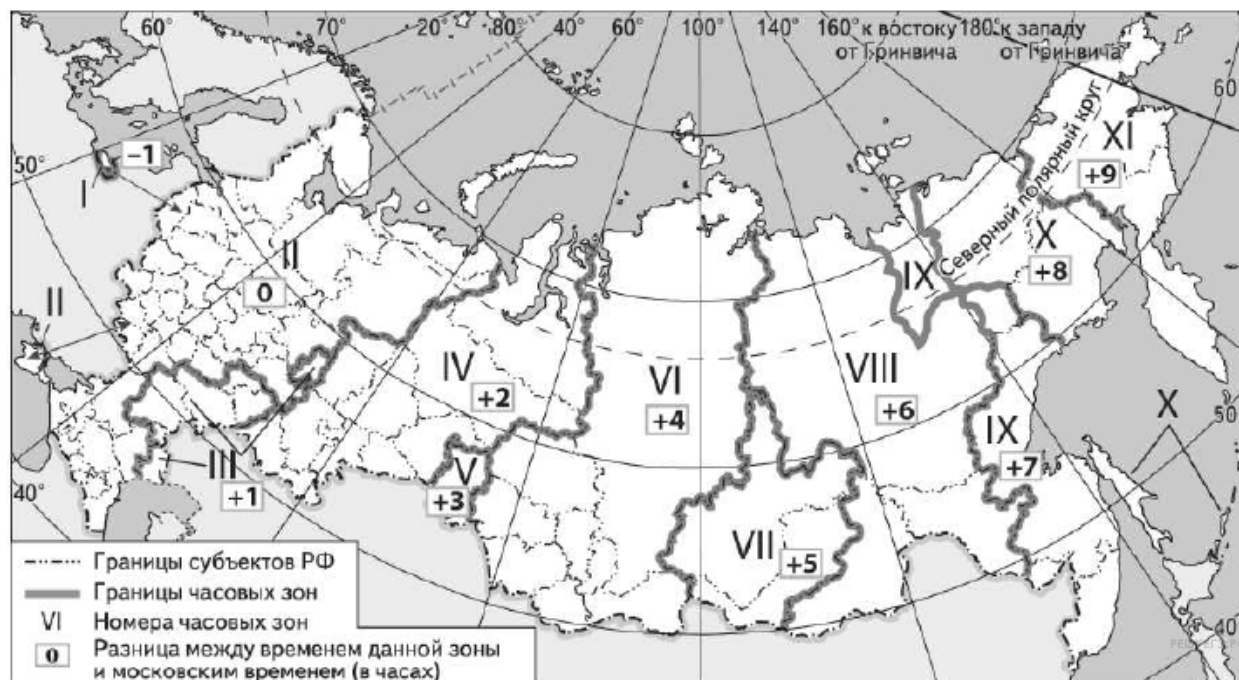 60° 70° 20° 40° 60° 80° 100° 120° 140° 160° к востоку 180° к западу
от Гринвича от Гринвича
60°
50°
−1
I
Северный полярный круг
XI
+9
II
0
IX
X
+8
II
IV
+2
VI
+4
VIII
+6
X
50°
IX
+7
V
+3
III
+1
40°
VII
+5
40°
Границы субъектов РФ
Границы часовых зон
VI Номера часовых зон
0 Разница между временем данной зоны
и московским временем (в часах)